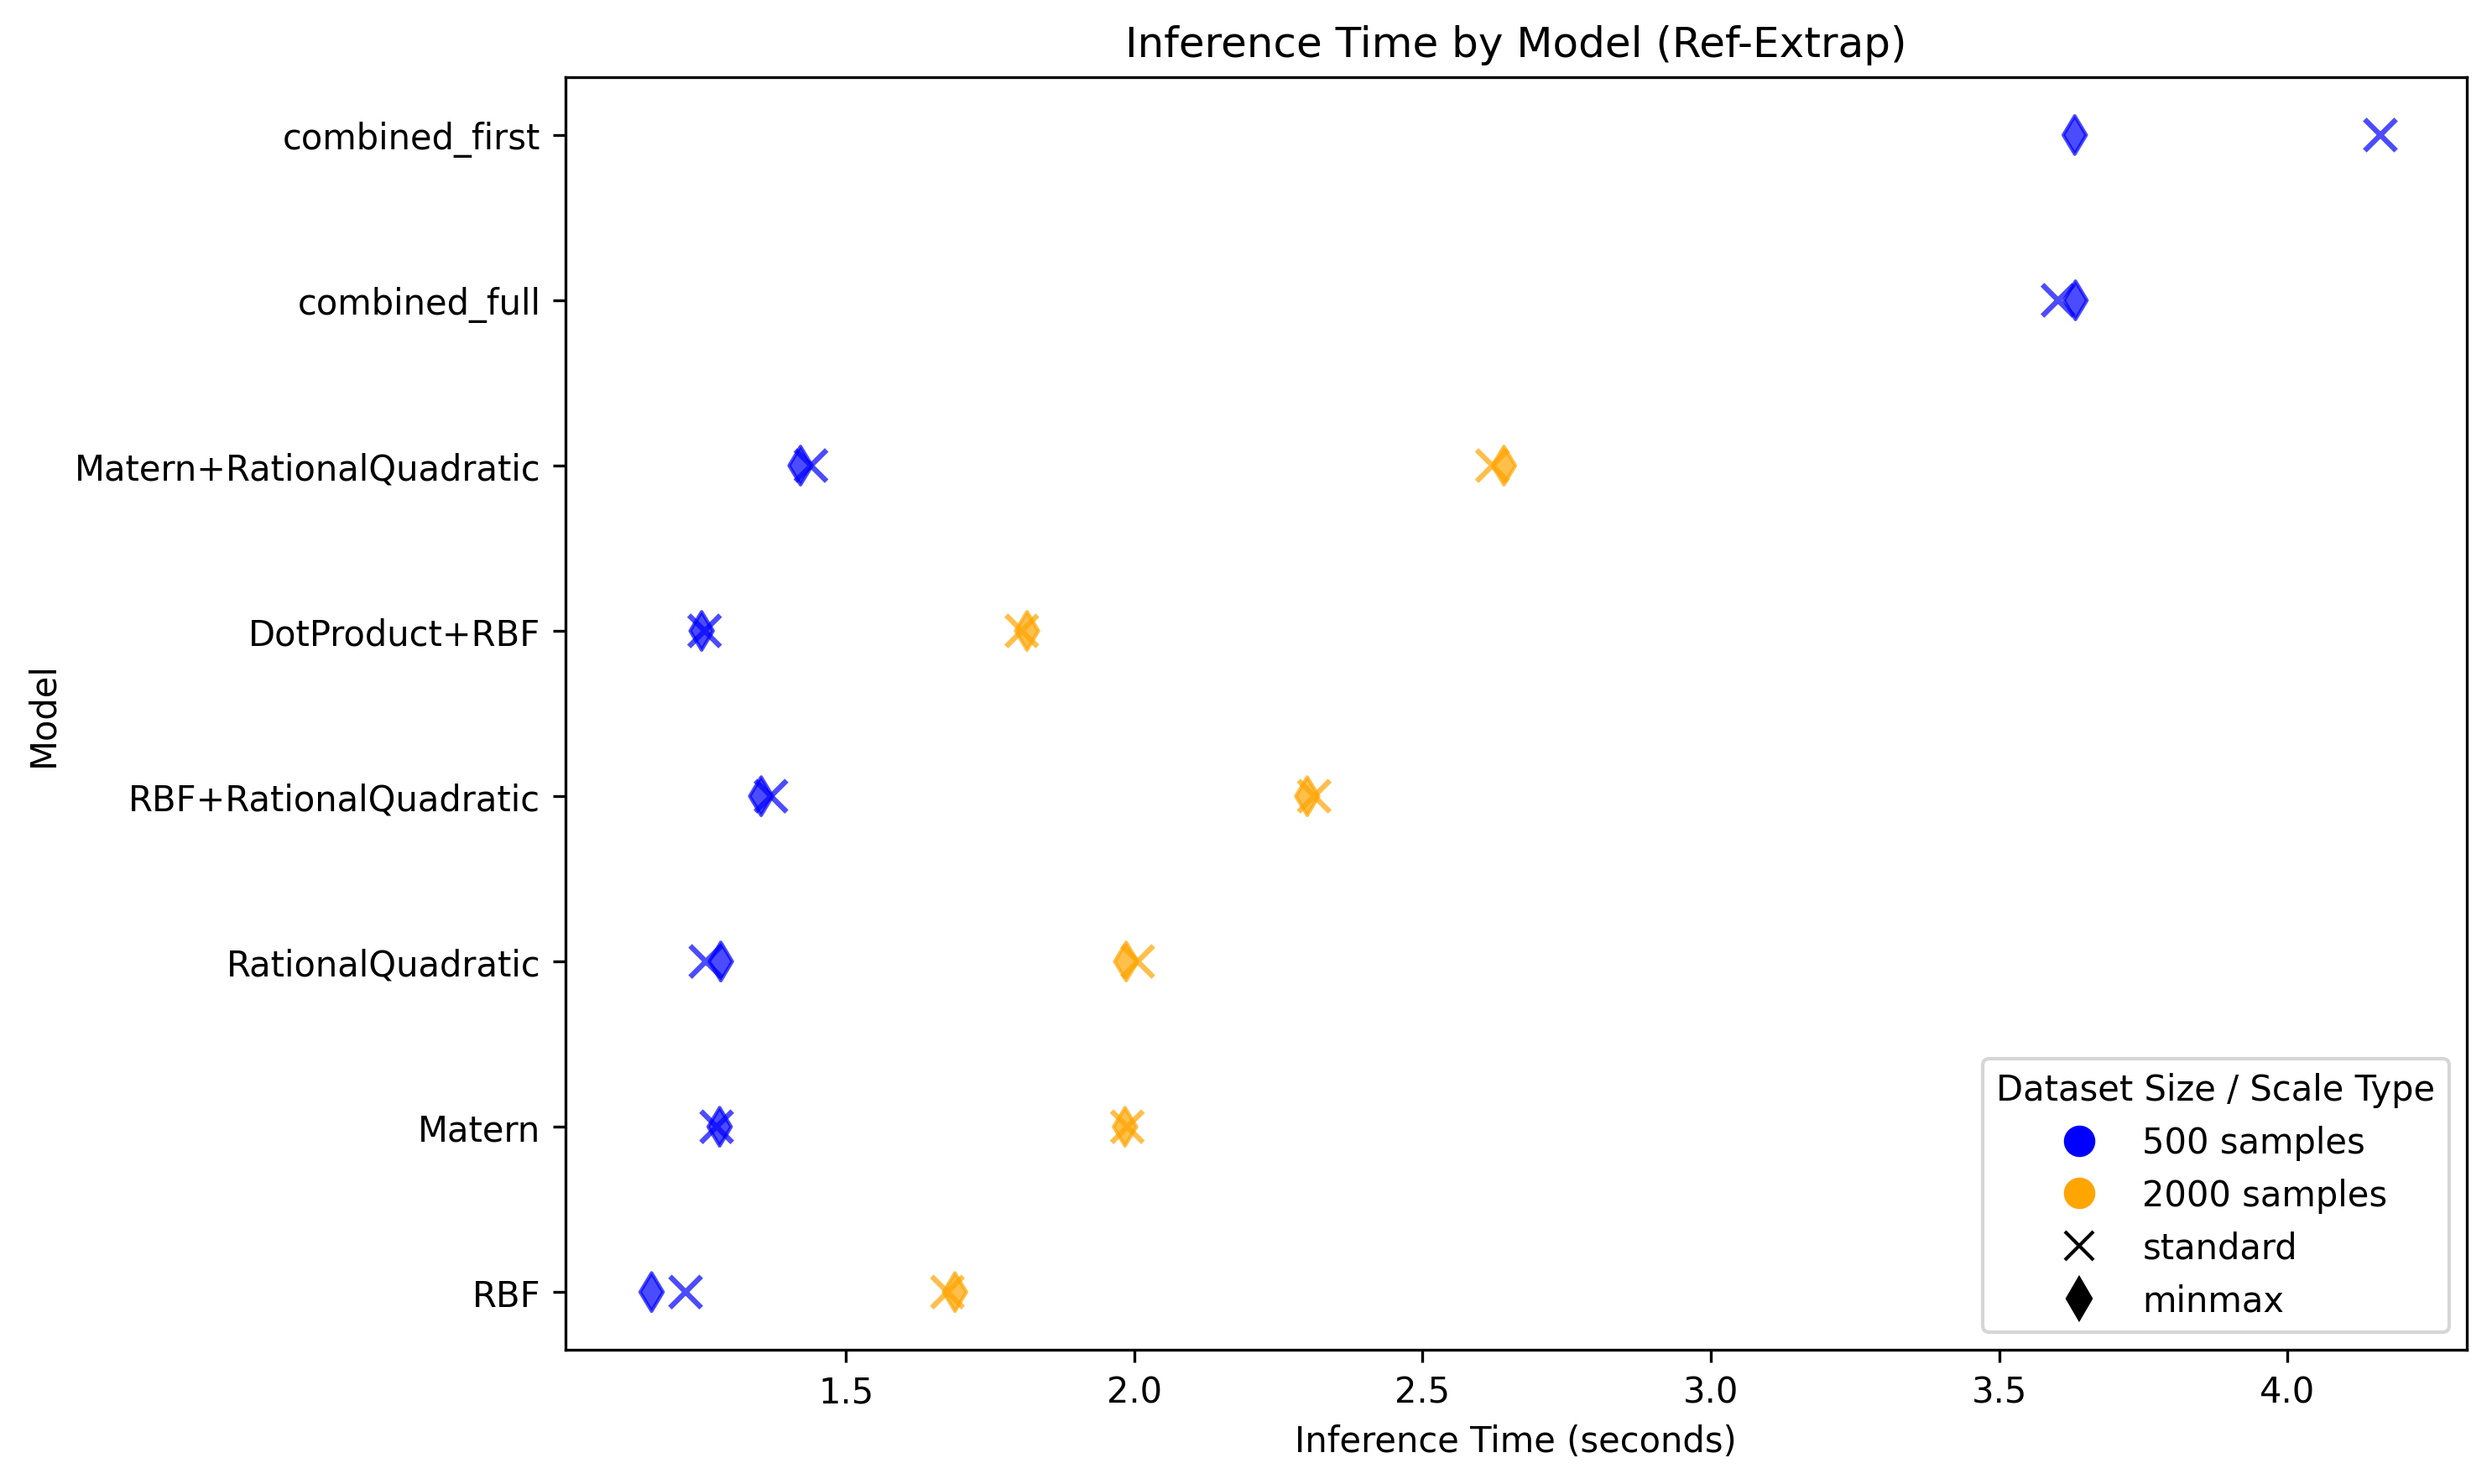 Inference Time by Model (Ref-Extrap)
combined_first
combined_full
Matern+RationalQuadratic
DotProduct+RBF
RBF+RationalQuadratic
RationalQuadratic
Matern
RBF
Model
Dataset Size / Scale Type
500 samples
2000 samples
standard
minmax
1.5 2.0 2.5 3.0 3.5 4.0
Inference Time (seconds)